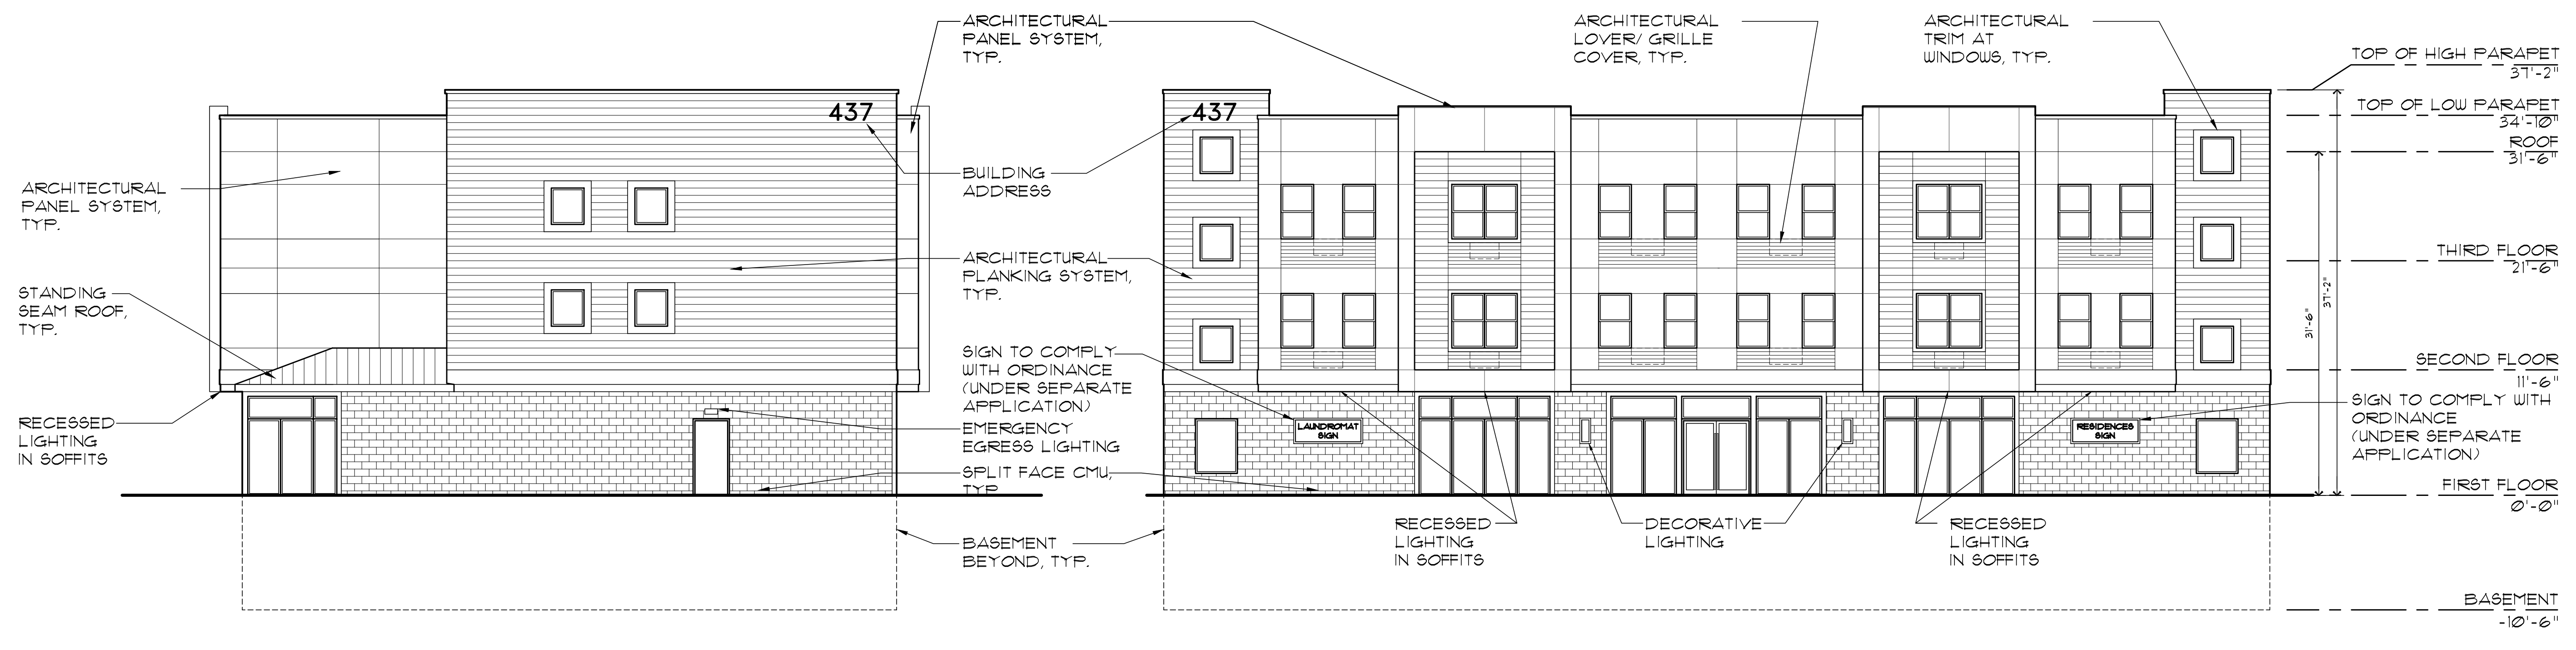 ARCHITECTURAL
PANEL SYSTEM,
TYP.
STANDING
SEAM ROOF,
TYP.
RECESSED
LIGHTING
IN SOFFITS
437
ARCHITECTURAL
PANEL SYSTEM,
TYP.
BUILDING
ADDRESS
ARCHITECTURAL
PLANKING SYSTEM,
TYP.
SIGN TO COMPLY
WITH ORDINANCE
(UNDER SEPARATE
APPLICATION)
EMERGENCY
EGRESS LIGHTING
SPLIT FACE CMU,
TYP
BASEMENT
BEYOND, TYP.
437
LAUNDROMAT
SIGN
RECESSED
LIGHTING
IN SOFFITS
DECORATIVE
LIGHTING
ARCHITECTURAL
LOVER/ GRILLE
COVER, TYP.
ARCHITECTURAL
TRIM AT
WINDOWS, TYP.
RESIDENCES
SIGN
RECESSED
LIGHTING
IN SOFFITS
31'-6"
37'-2"
TOP OF HIGH PARAPET
37'-2"
TOP OF LOW PARAPET
34'-10"
ROOF
31'-6"
THIRD FLOOR
21'-6"
SECOND FLOOR
11'-6"
SIGN TO COMPLY WITH
ORDINANCE
(UNDER SEPARATE
APPLICATION)
FIRST FLOOR
0'-0"
BASEMENT
-10'-6"